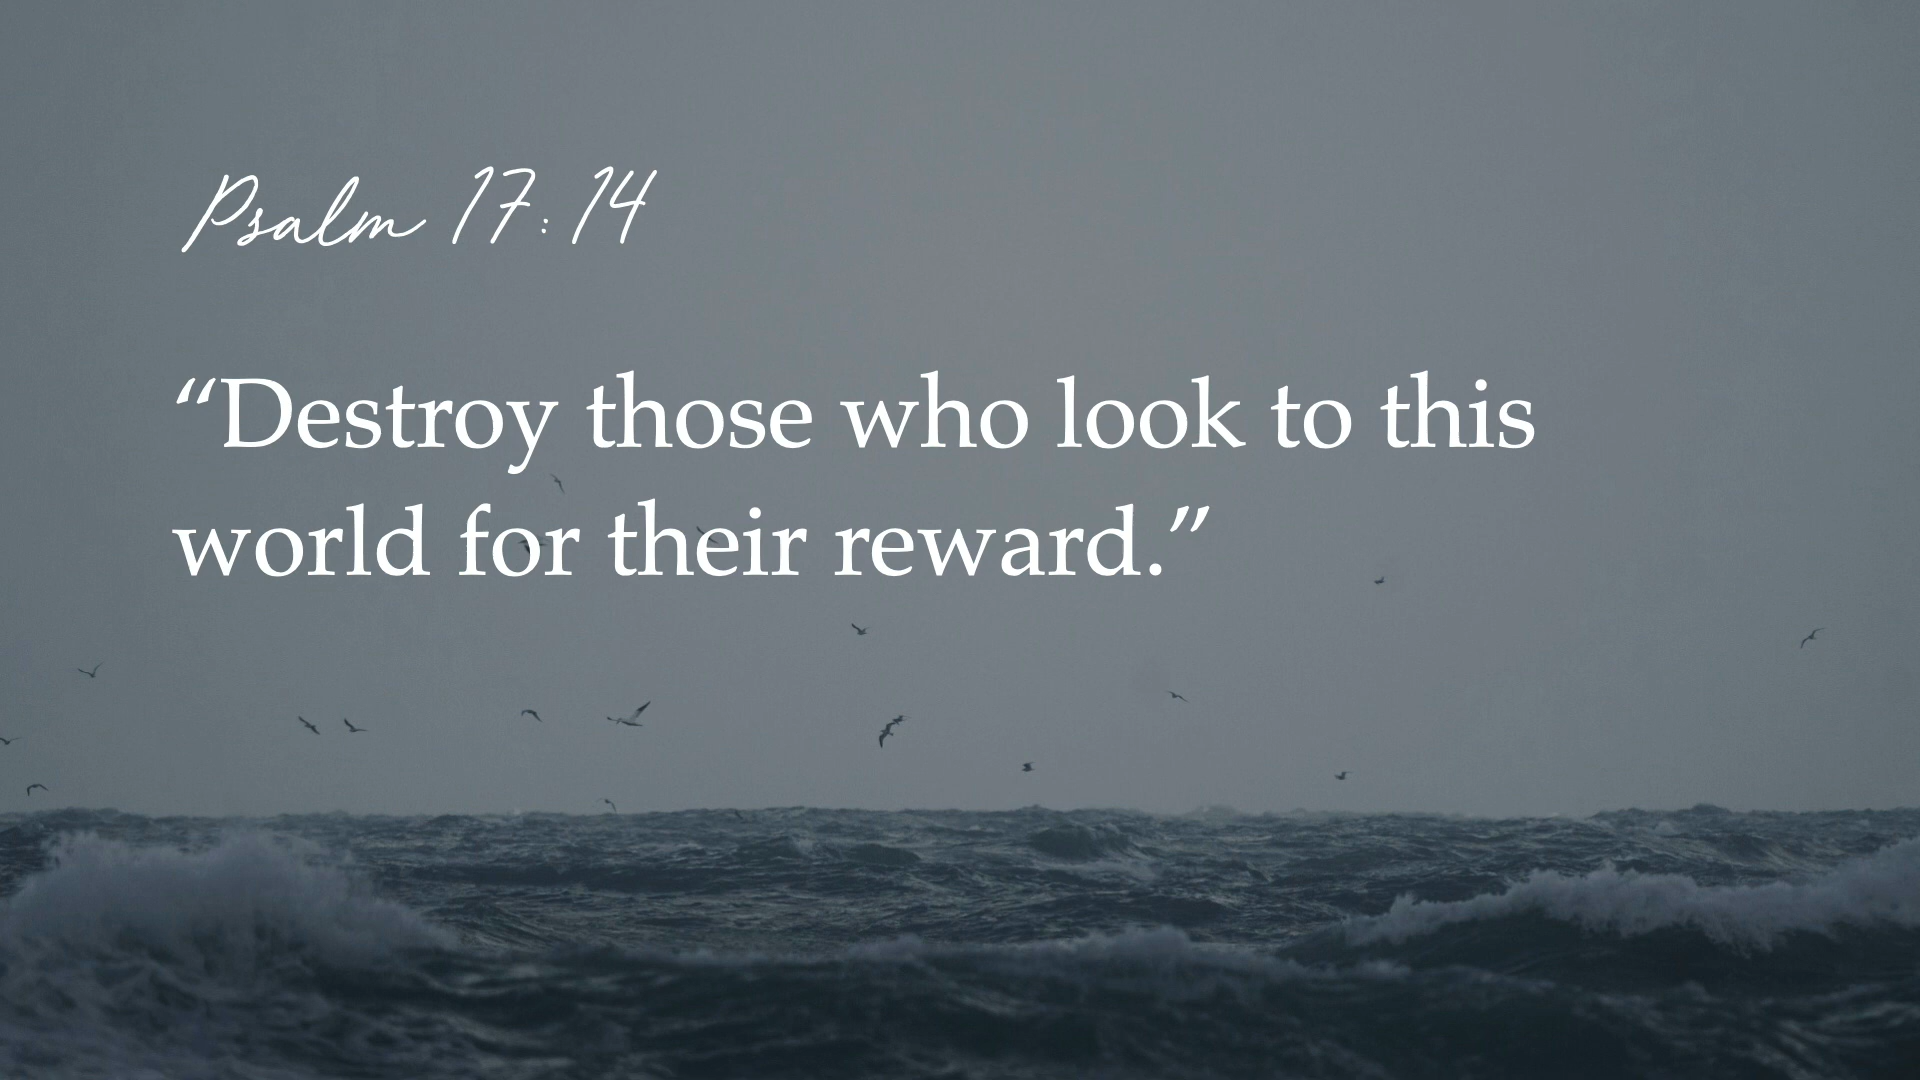 Psalm 17:14
“Destroy those who look to this
world for their reward.”